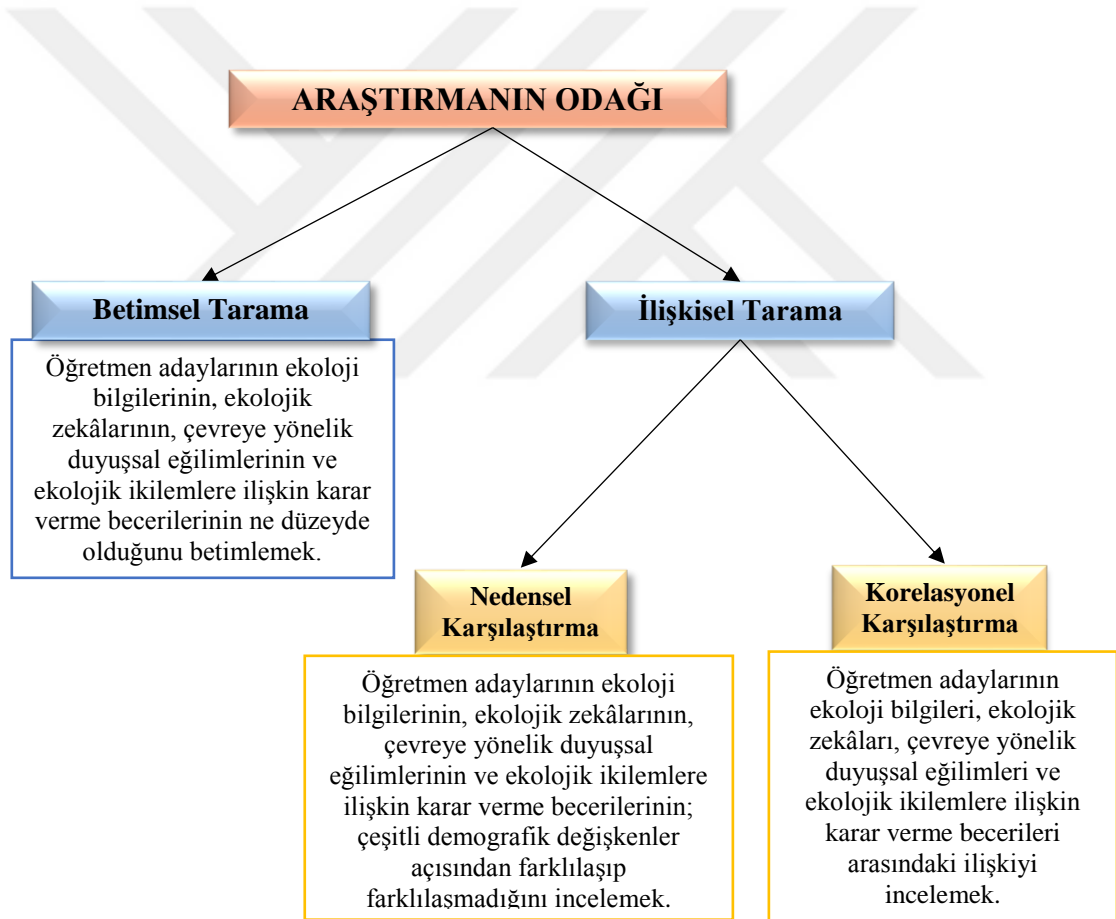 ARAŞTIRMANIN ODAĞI
Betimsel Tarama
Öğretmen adaylarının ekoloji
bilgilerinin, ekolojik
zekâlarının, çevreye yönelik
duyuşsal eğilimlerinin ve
ekolojik ikilemlere ilişkin karar
verme becerilerinin ne düzeyde
olduğunu betimlemek.
İlişkisel Tarama
Nedensel
Karşılaştırma
Öğretmen adaylarının ekoloji
bilgilerinin, ekolojik zekâlarının,
çevreye yönelik duyuşsal
eğilimlerinin ve ekolojik ikilemlere
ilişkin karar verme becerilerinin;
çeşitli demografik değişkenler
açısından farklılaşıp
farklılaşmadığını incelemek.
Korelasyonel
Karşılaştırma
Öğretmen adaylarının
ekoloji bilgileri, ekolojik
zekâları, çevreye yönelik
duyuşsal eğilimleri ve
ekolojik ikilemlere ilişkin
karar verme becerileri
arasındaki ilişkiyi
incelemek.